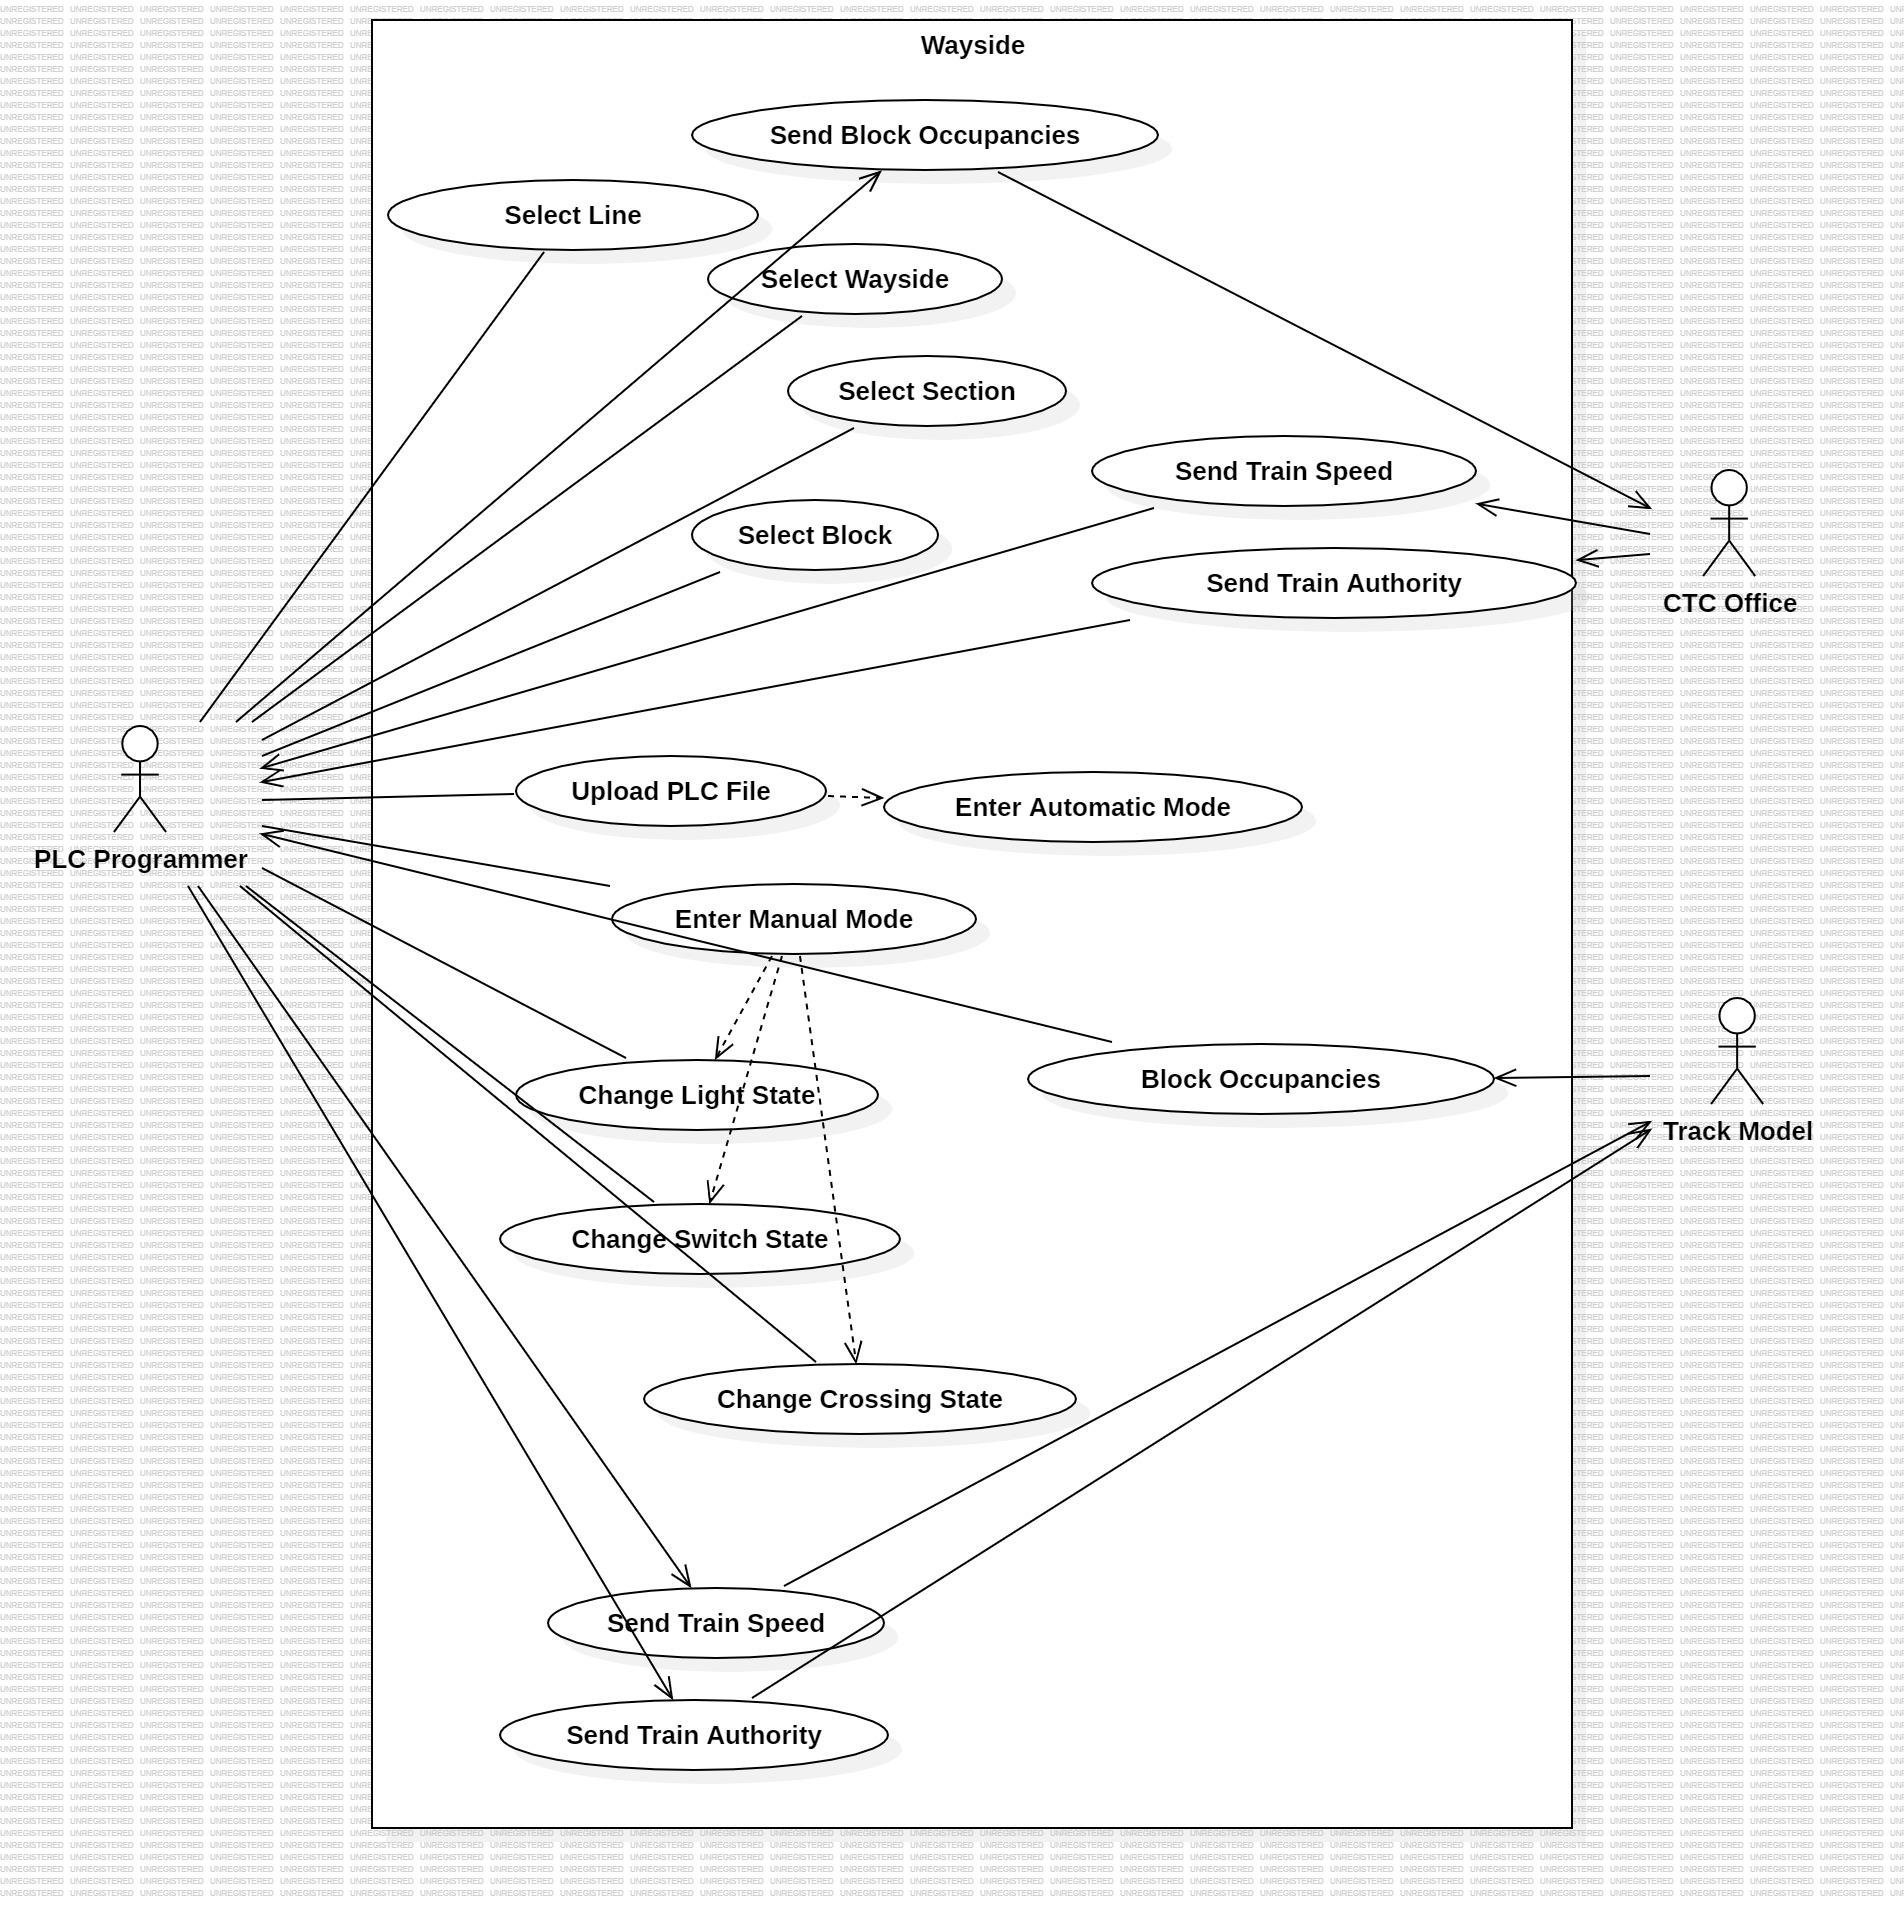 Wayside
Send Block Occupancies
Select Line
Select Wayside
Select Section
Send Train Speed
Select Block
Send Train Authority
CTC Office
Upload PLC File
Enter Automatic Mode
PLC Programmer
Enter Manual Mode
Change Light State
Block Occupancies
Track Model
Change Switch State
Change Crossing State
Send Train Speed
Send Train Authority
UNREGISTERED